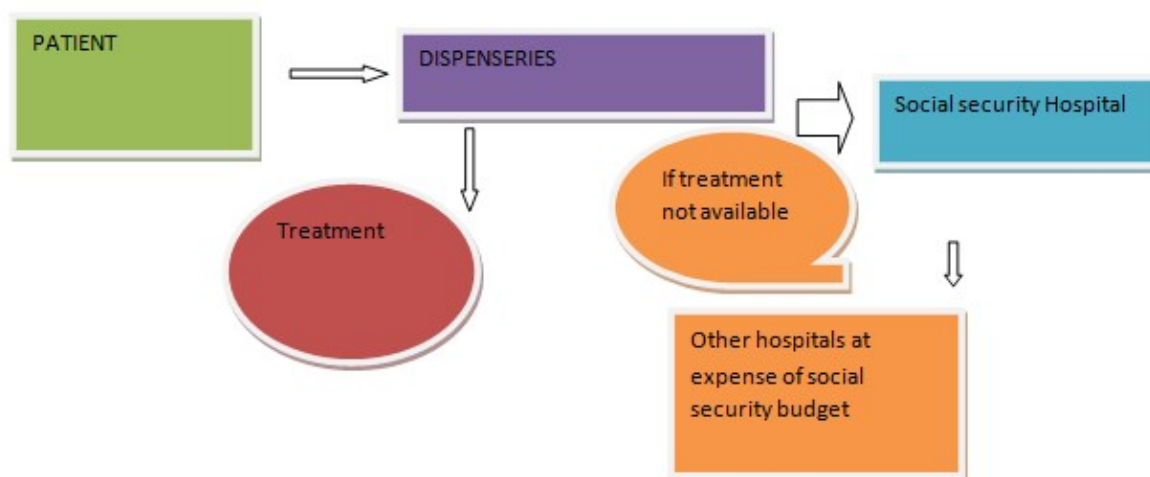 PATIENT
DISPENSERIES
Social security Hospital
If treatment
not available
Treatment
Other hospitals at
expense of social
security budget